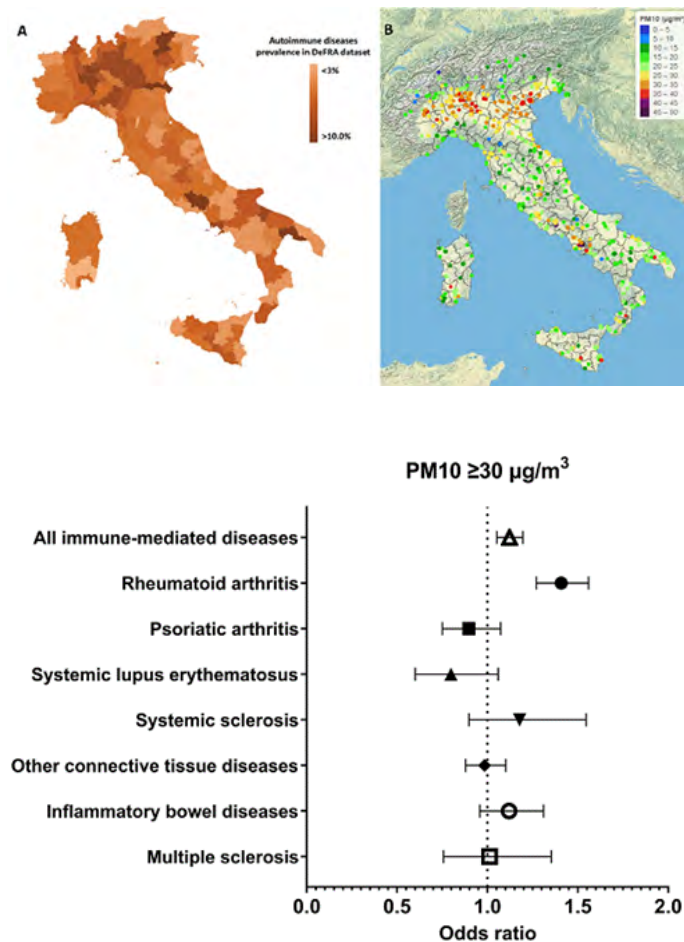 A
Autoimmune diseases
prevalence in DeFRA dataset
<3%
>10.0%
B
PM10 (µg/m³)
0 – 5
5 – 10
10 – 15
15 – 20
20 – 25
25 – 30
30 – 35
35 – 40
40 – 45
45 – 50
PM10 ≥30 µg/m³
All immune-mediated diseases
Rheumatoid arthritis
Psoriatic arthritis
Systemic lupus erythematosus
Systemic sclerosis
Other connective tissue diseases
Inflammatory bowel diseases
Multiple sclerosis
0.0 0.5 1.0 1.5 2.0
Odds ratio